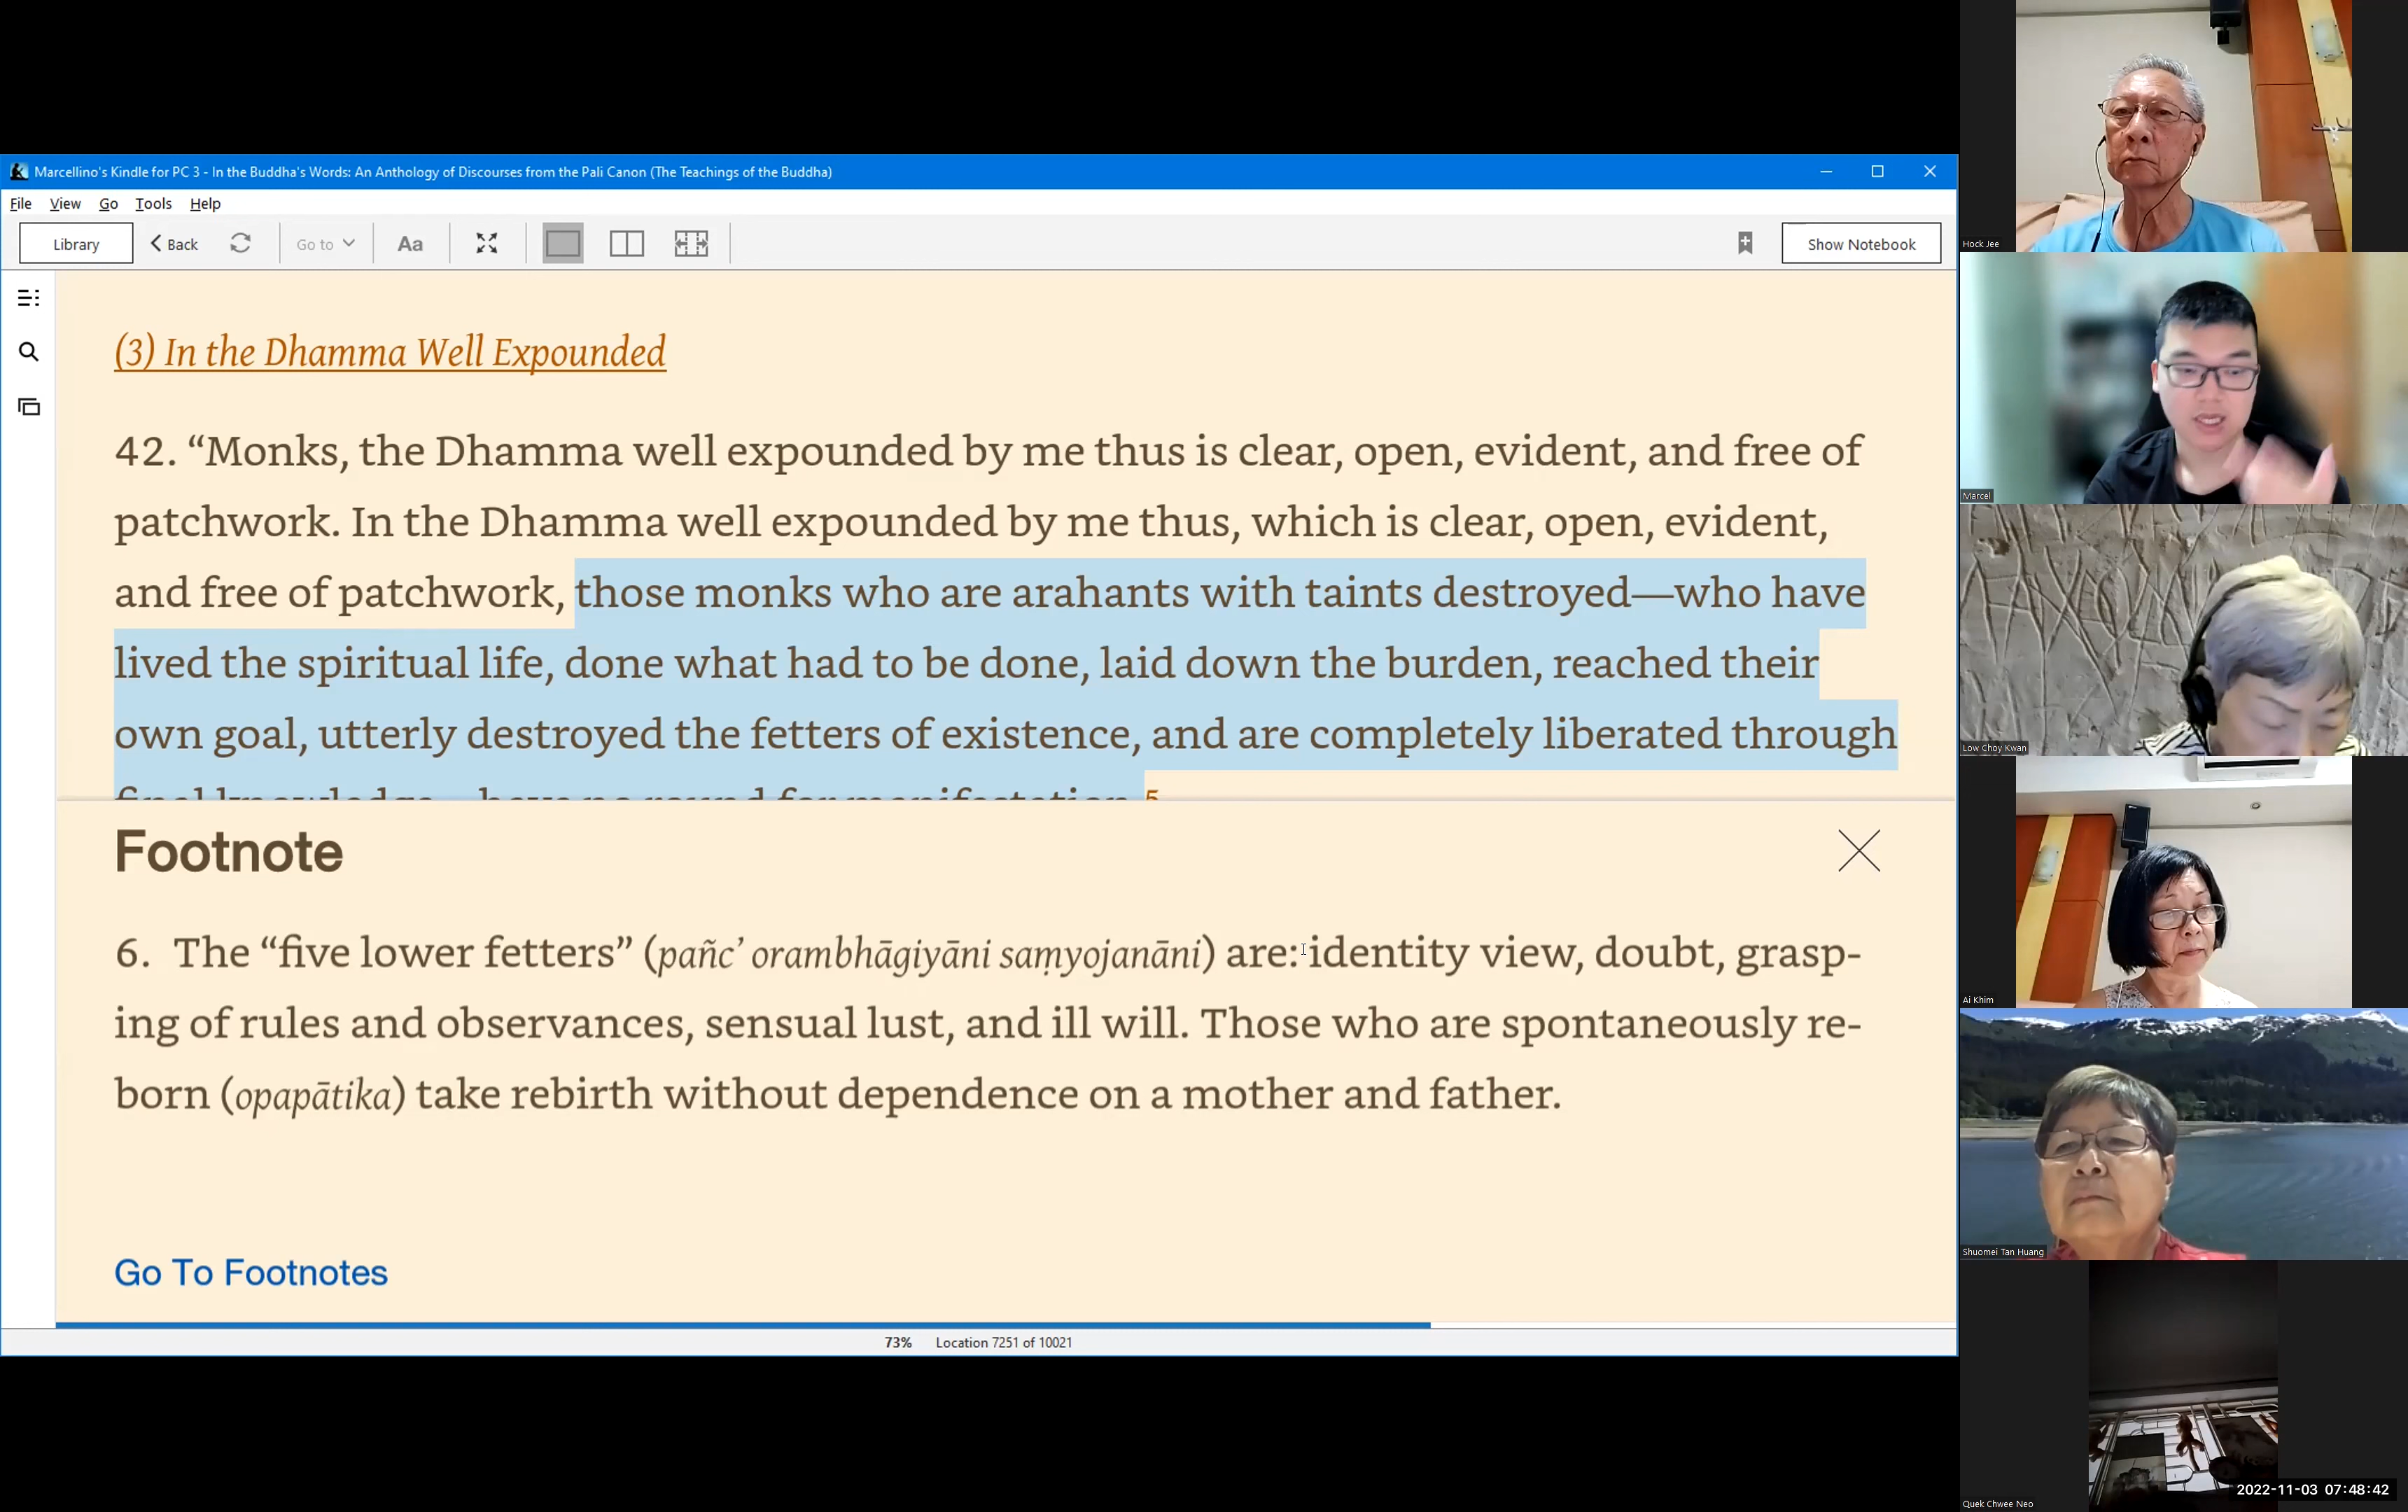 Marcellino's Kindle for PC 3 - In the Buddha's Words: An Anthology of Discourses from the Pali Canon (The Teachings of the Buddha)
File View Go Tools Help
Library
Back
Go to
Aa
Show Notebook
(3) In the Dhamma Well Expounded
42. “Monks, the Dhamma well expounded by me thus is clear, open, evident, and free of
patchwork. In the Dhamma well expounded by me thus, which is clear, open, evident,
and free of patchwork, those monks who are arahants with taints destroyed—who have
lived the spiritual life, done what had to be done, laid down the burden, reached their
own goal, utterly destroyed the fetters of existence, and are completely liberated through
final knowledge—have no round for manifestation.5
Footnote
6. The “five lower fetters” (pañc’ orambhāgiyāni saṃyojanāni) are: identity view, doubt, grasp-
ing of rules and observances, sensual lust, and ill will. Those who are spontaneously re-
born (opapātika) take rebirth without dependence on a mother and father.
Go To Footnotes
73% Location 7251 of 10021
Hock Jee
Marcel
Low Choy Kwan
Ai Khim
Shuomei Tan Huang
Quek Chwee Neo
2022-11-03 07:48:42